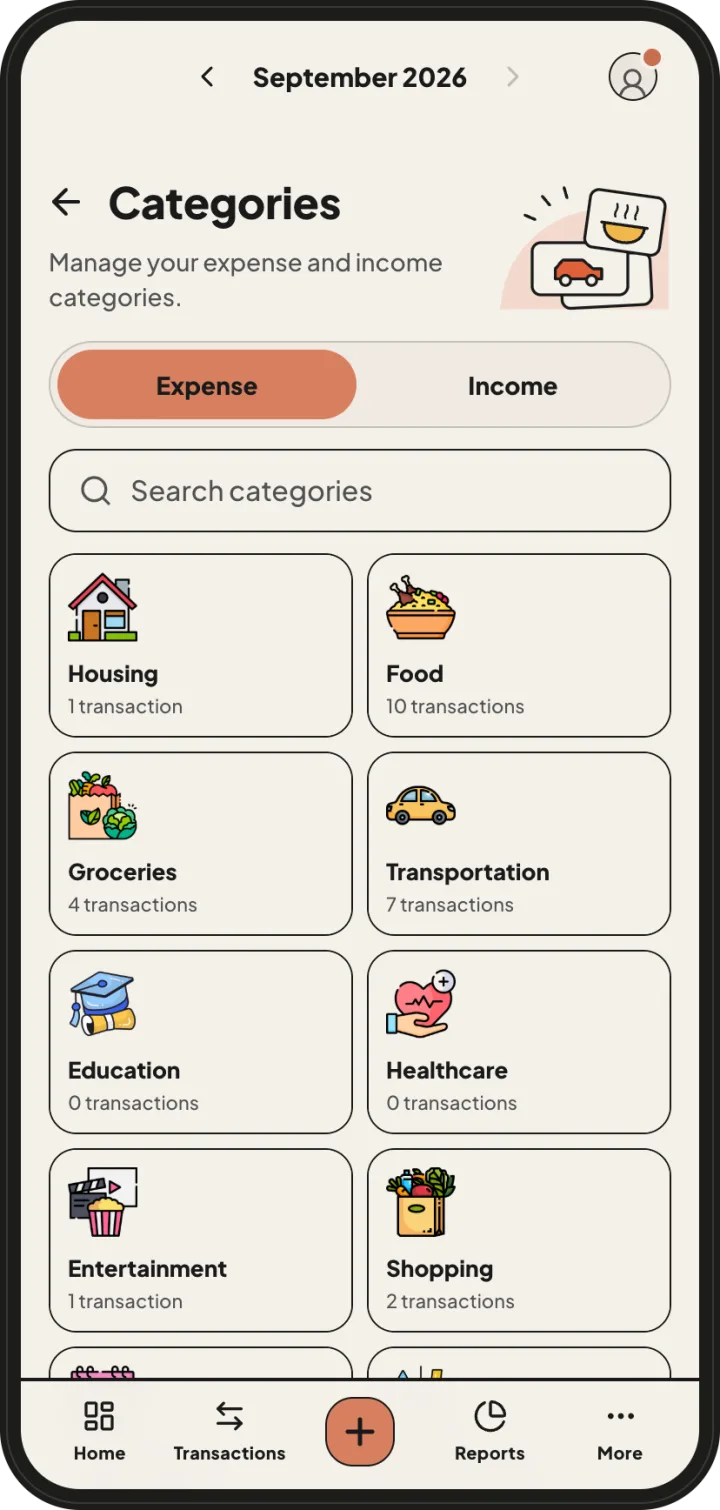 September 2026
Categories
Manage your expense and income
categories.
Expense
Income
Search categories
Housing
1 transaction
Food
10 transactions
Groceries
4 transactions
Transportation
7 transactions
Education
0 transactions
Healthcare
0 transactions
Entertainment
1 transaction
Shopping
2 transactions
Home
Transactions
Reports
More